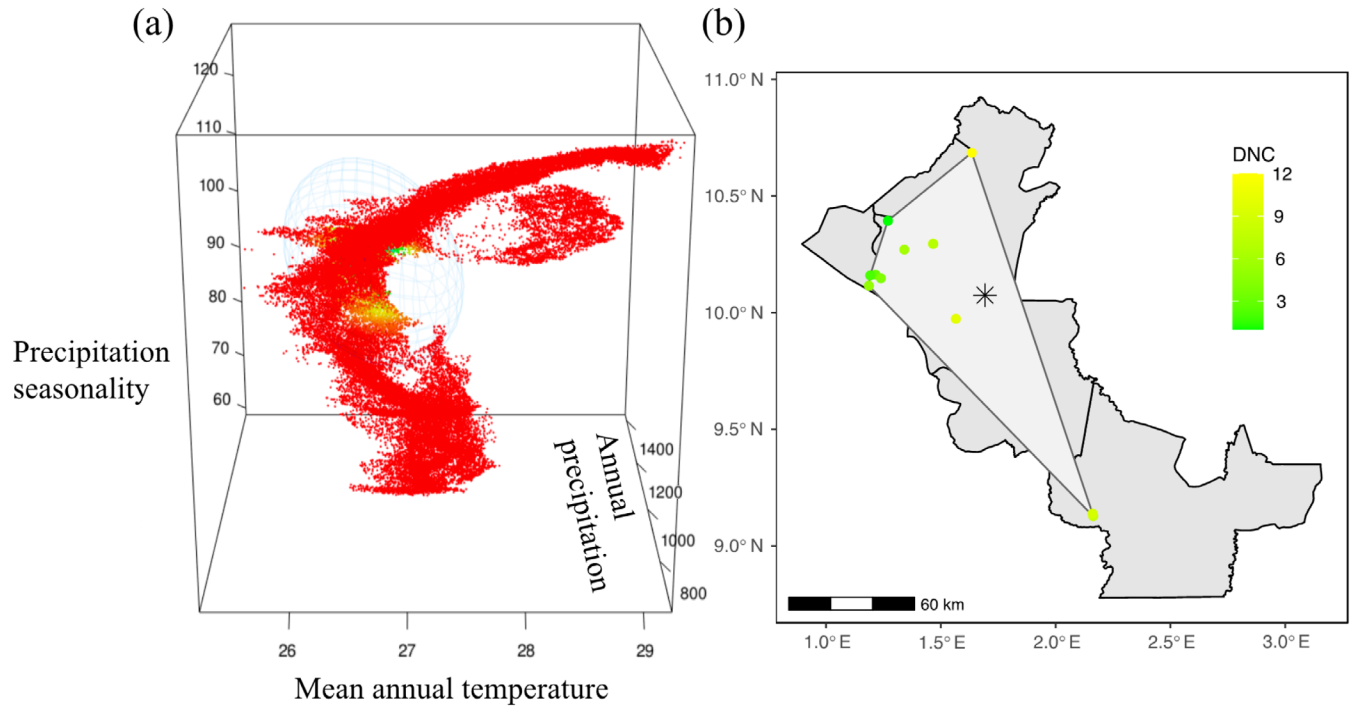 (a)
120
110
100
90
80
70
60
Precipitation
seasonality
1400
1200
1000
800
Annual
precipitation
26
27
28
29
Mean annual temperature
(b)
11.0° N
10.5° N
10.0° N
9.5° N
9.0° N
DNC
12
9
6
3
60 km
1.0° E
1.5° E
2.0° E
2.5° E
3.0° E